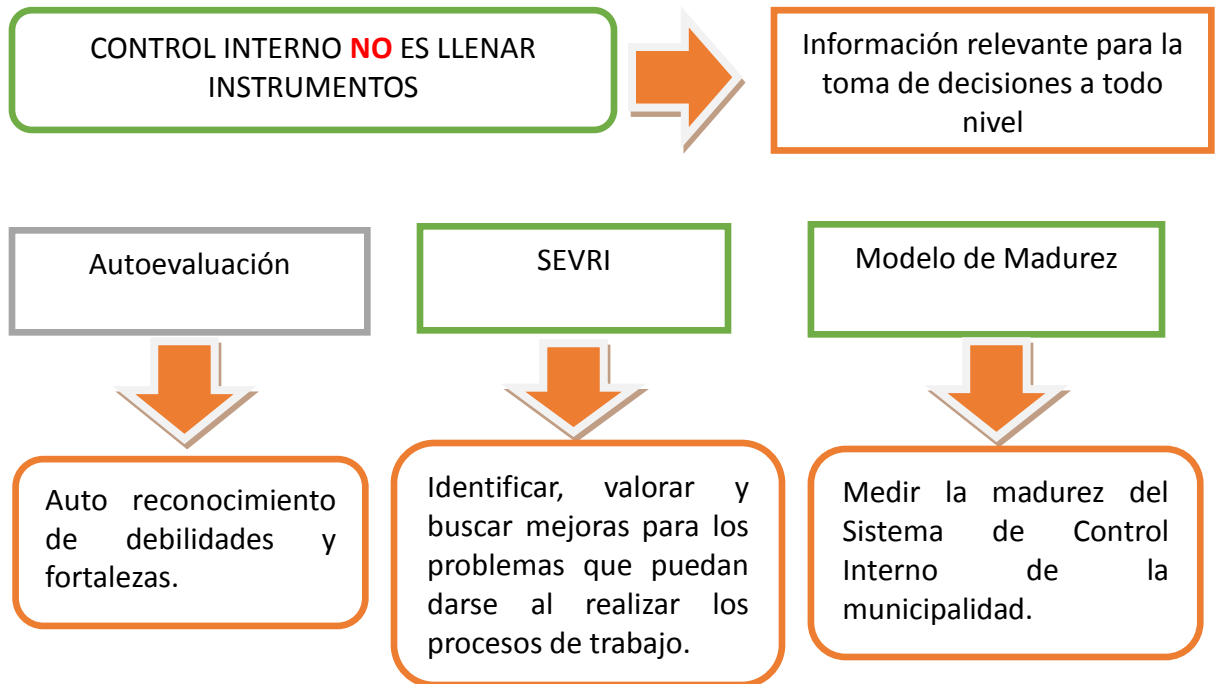 CONTROL INTERNO NO ES LLENAR
INSTRUMENTOS
Información relevante para la
toma de decisiones a todo
nivel
Autoevaluación
SEVRI
Modelo de Madurez
Auto reconocimiento
de debilidades y
fortalezas.
Identificar, valorar y
buscar mejoras para los
problemas que puedan
darse al realizar los
procesos de trabajo.
Medir la madurez del
Sistema de Control
Interno de la
municipalidad.